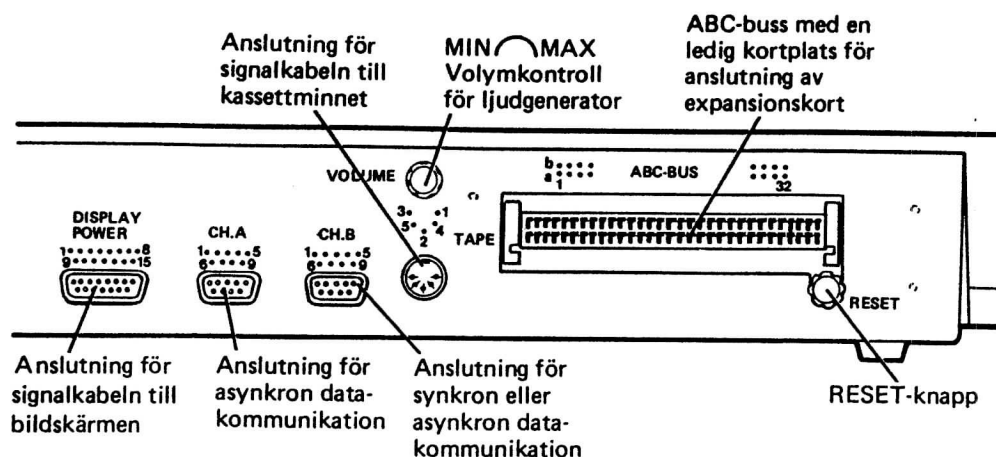 Anslutning för
signalkabeln till
kassettminnet
MIN MAX
Volymkontroll
för ljudgenerator
ABC-buss med en
ledig kortplats för
anslutning av
expansionskort
VOLUME
b
a
1
ABC-BUS
32
3 1
5 4
2
TAPE
DISPLAY
POWER
1 8
9 15
CH.A
1 5
6 9
CH.B
1 5
6 9
RESET
Anslutning för
signalkabeln till
bildskärmen
Anslutning för
asynkron data-
kommunikation
Anslutning för
synkron eller
asynkron data-
kommunikation
RESET-knapp